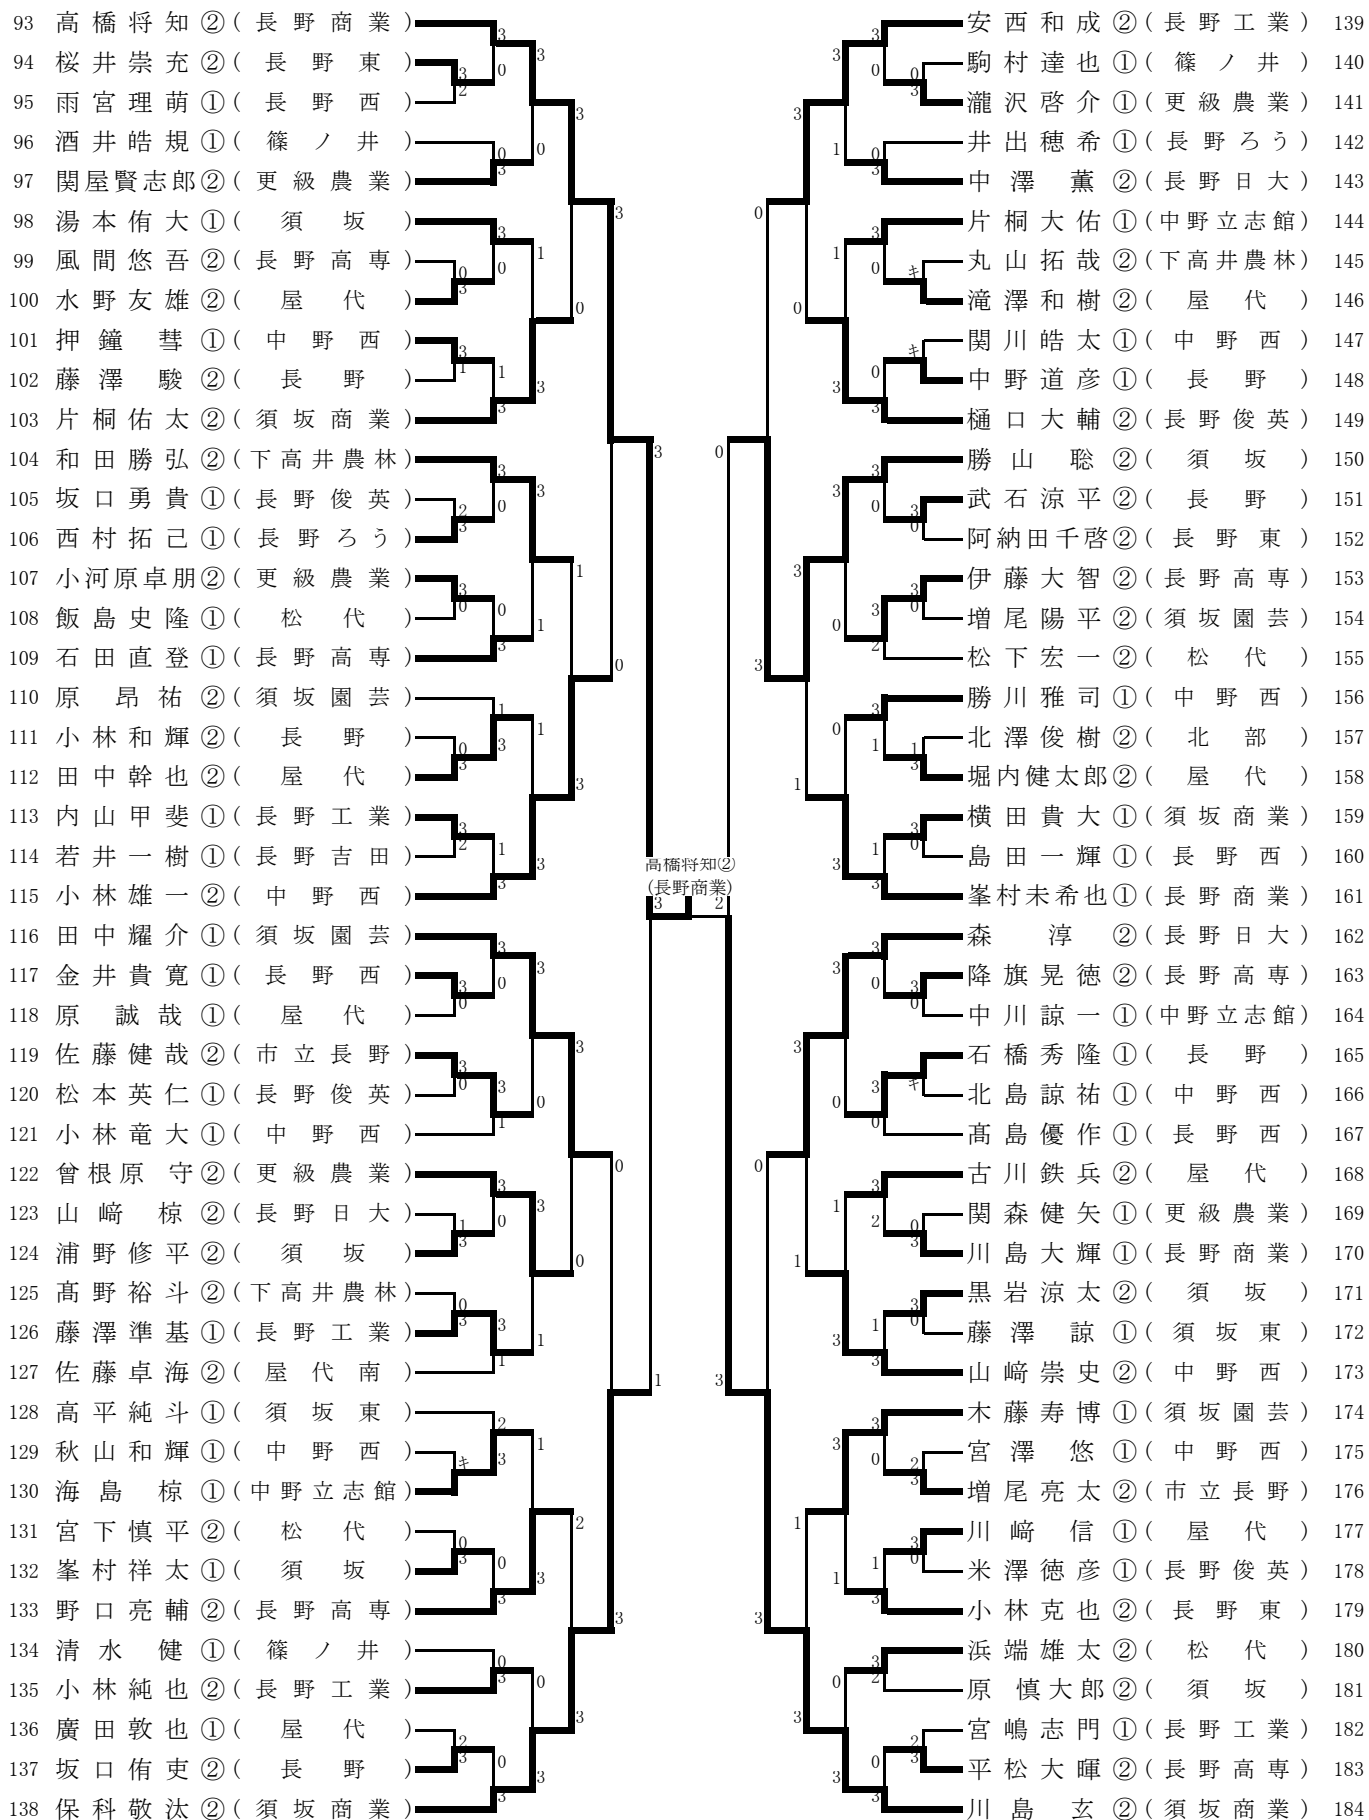 93 高橋将知②(長野商業)
94 桜井崇充②(長野東)
95 雨宮理萌①(長野西)
96 酒井皓規①(篠ノ井)
97 関屋賢志郎②(更級農業)
98 湯本侑大①(須坂)
99 風間悠吾②(長野高専)
100 水野友雄②(屋代)
101 押鐘彗①(中野西)
102 藤澤駿②(長野)
103 片桐佑太②(須坂商業)
104 和田勝弘②(下高井農林)
105 坂口勇貴①(長野俊英)
106 西村拓己①(長野ろう)
107 小河原卓朋②(更級農業)
108 飯島史隆①(松代)
109 石田直登①(長野高専)
110 原昂祐②(須坂園芸)
111 小林和輝②(長野)
112 田中幹也②(屋代)
113 内山甲斐①(長野工業)
114 若井一樹①(長野吉田)
115 小林雄一②(中野西)
116 田中耀介①(須坂園芸)
117 金井貴寛①(長野西)
118 原誠哉①(屋代)
119 佐藤健哉②(市立長野)
120 松本英仁①(長野俊英)
121 小林竜大①(中野西)
122 曾根原守②(更級農業)
123 山﨑椋②(長野日大)
124 浦野修平②(須坂)
125 髙野裕斗②(下高井農林)
126 藤澤準基①(長野工業)
127 佐藤卓海②(屋代南)
128 高平純斗①(須坂東)
129 秋山和輝①(中野西)
130 海島椋①(中野立志館)
131 宮下慎平②(松代)
132 峯村祥太①(須坂)
133 野口亮輔②(長野高専)
134 清水健①(篠ノ井)
135 小林純也②(長野工業)
136 廣田敦也①(屋代)
137 坂口侑吏②(長野)
138 保科敬汰②(須坂商業)
高橋将知②
(長野商業)
3 2
安西和成②(長野工業) 139
駒村達也①(篠ノ井) 140
瀧沢啓介①(更級農業) 141
井出穂希①(長野ろう) 142
中澤薫②(長野日大) 143
片桐大佑①(中野立志館) 144
丸山拓哉②(下高井農林) 145
滝澤和樹②(屋代) 146
関川皓太①(中野西) 147
中野道彦①(長野) 148
樋口大輔②(長野俊英) 149
勝山聡②(須坂) 150
武石涼平②(長野) 151
阿納田千啓②(長野東) 152
伊藤大智②(長野高専) 153
増尾陽平②(須坂園芸) 154
松下宏一②(松代) 155
勝川雅司①(中野西) 156
北澤俊樹②(北部) 157
堀内健太郎②(屋代) 158
横田貴大①(須坂商業) 159
島田一輝①(長野西) 160
峯村未希也①(長野商業) 161
森淳②(長野日大) 162
降旗晃徳②(長野高専) 163
中川諒一①(中野立志館) 164
石橋秀隆①(長野) 165
北島諒祐①(中野西) 166
髙島優作①(長野西) 167
古川鉄兵②(屋代) 168
関森健矢①(更級農業) 169
川島大輝①(長野商業) 170
黒岩涼太②(須坂) 171
藤澤諒①(須坂東) 172
山﨑崇史②(中野西) 173
木藤寿博①(須坂園芸) 174
宮澤悠①(中野西) 175
増尾亮太②(市立長野) 176
川﨑信①(屋代) 177
米澤徳彦①(長野俊英) 178
小林克也②(長野東) 179
浜端雄太②(松代) 180
原慎太郎②(須坂) 181
宮嶋志門①(長野工業) 182
平松大暉②(長野高専) 183
川島玄②(須坂商業) 184